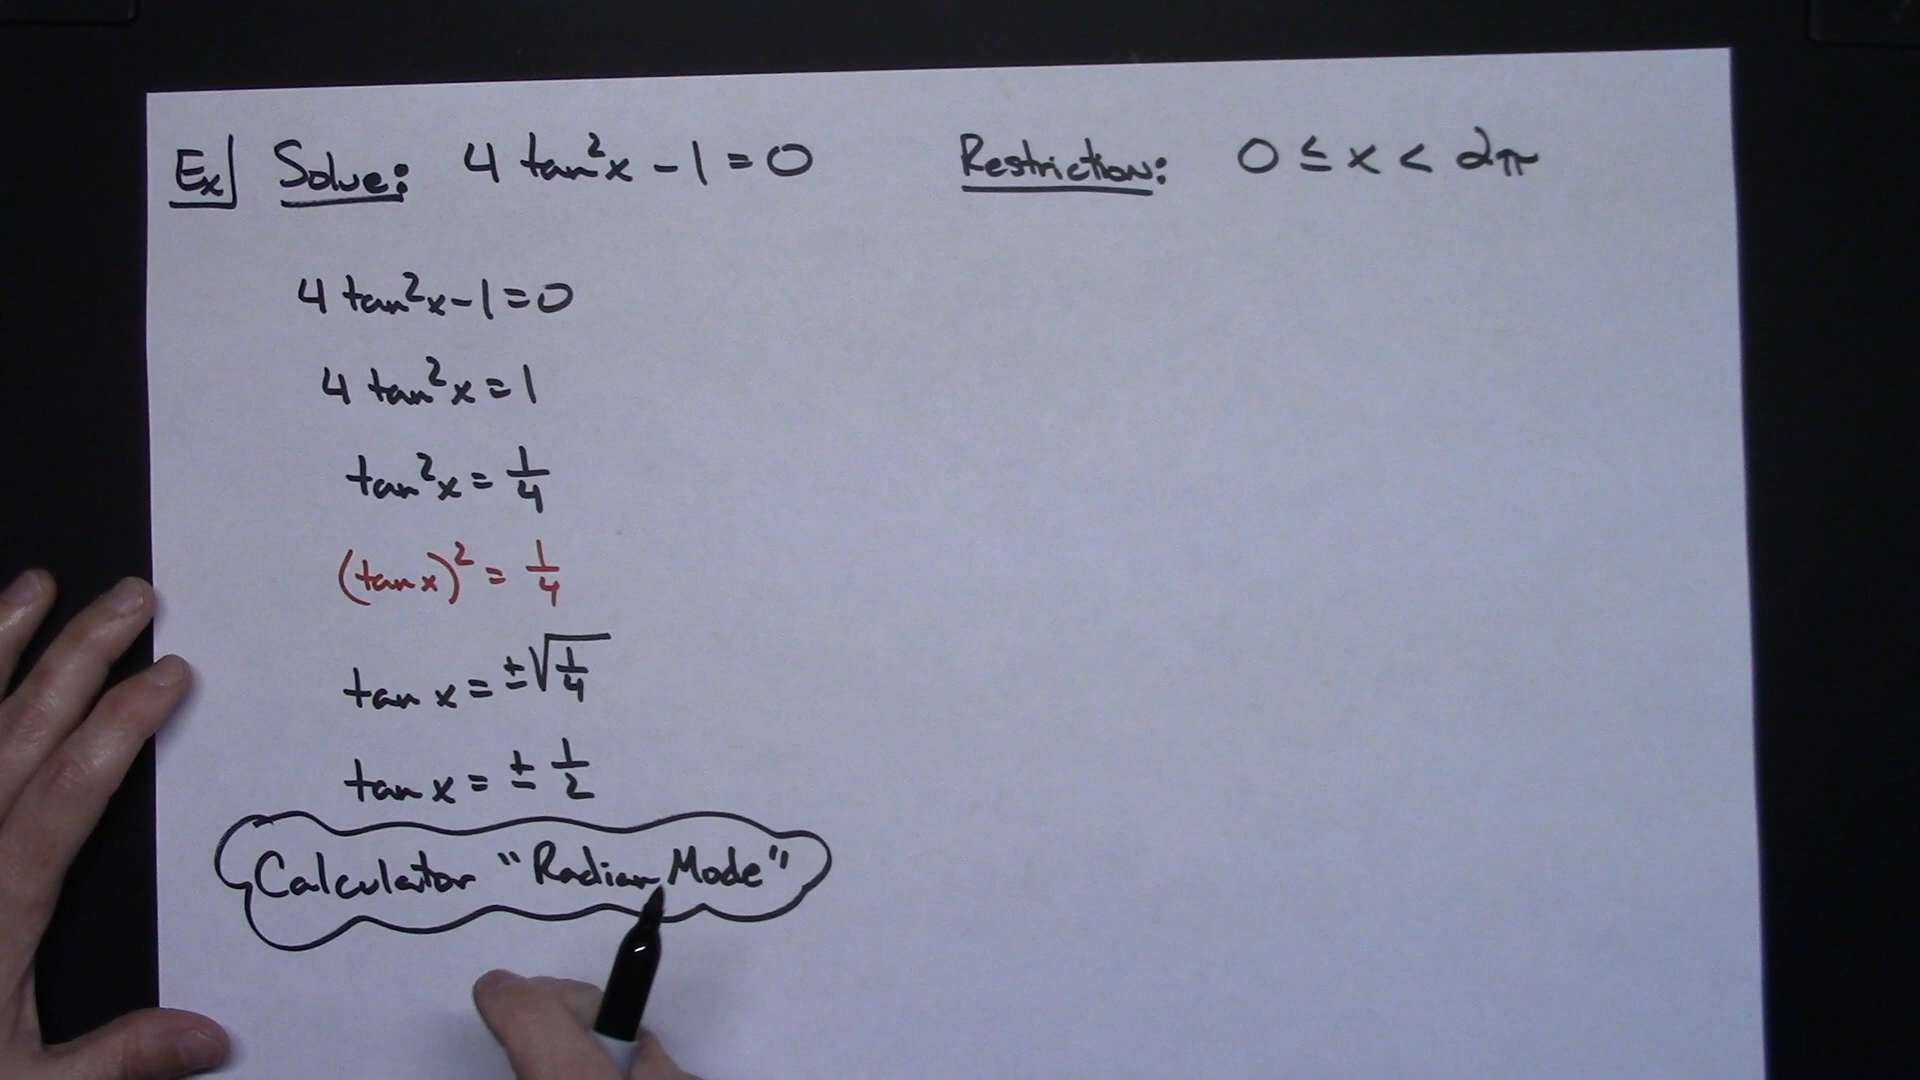 Ex Solve: 4 tan²x - 1 = 0 Restriction: 0 ≤ x < 2π
4 tan²x - 1 = 0
4 tan²x = 1
tan²x = 1/4
(tan x)² = 1/4
tan x = ±√(1/4)
tan x = ± 1/2
Calculator "Radian Mode"